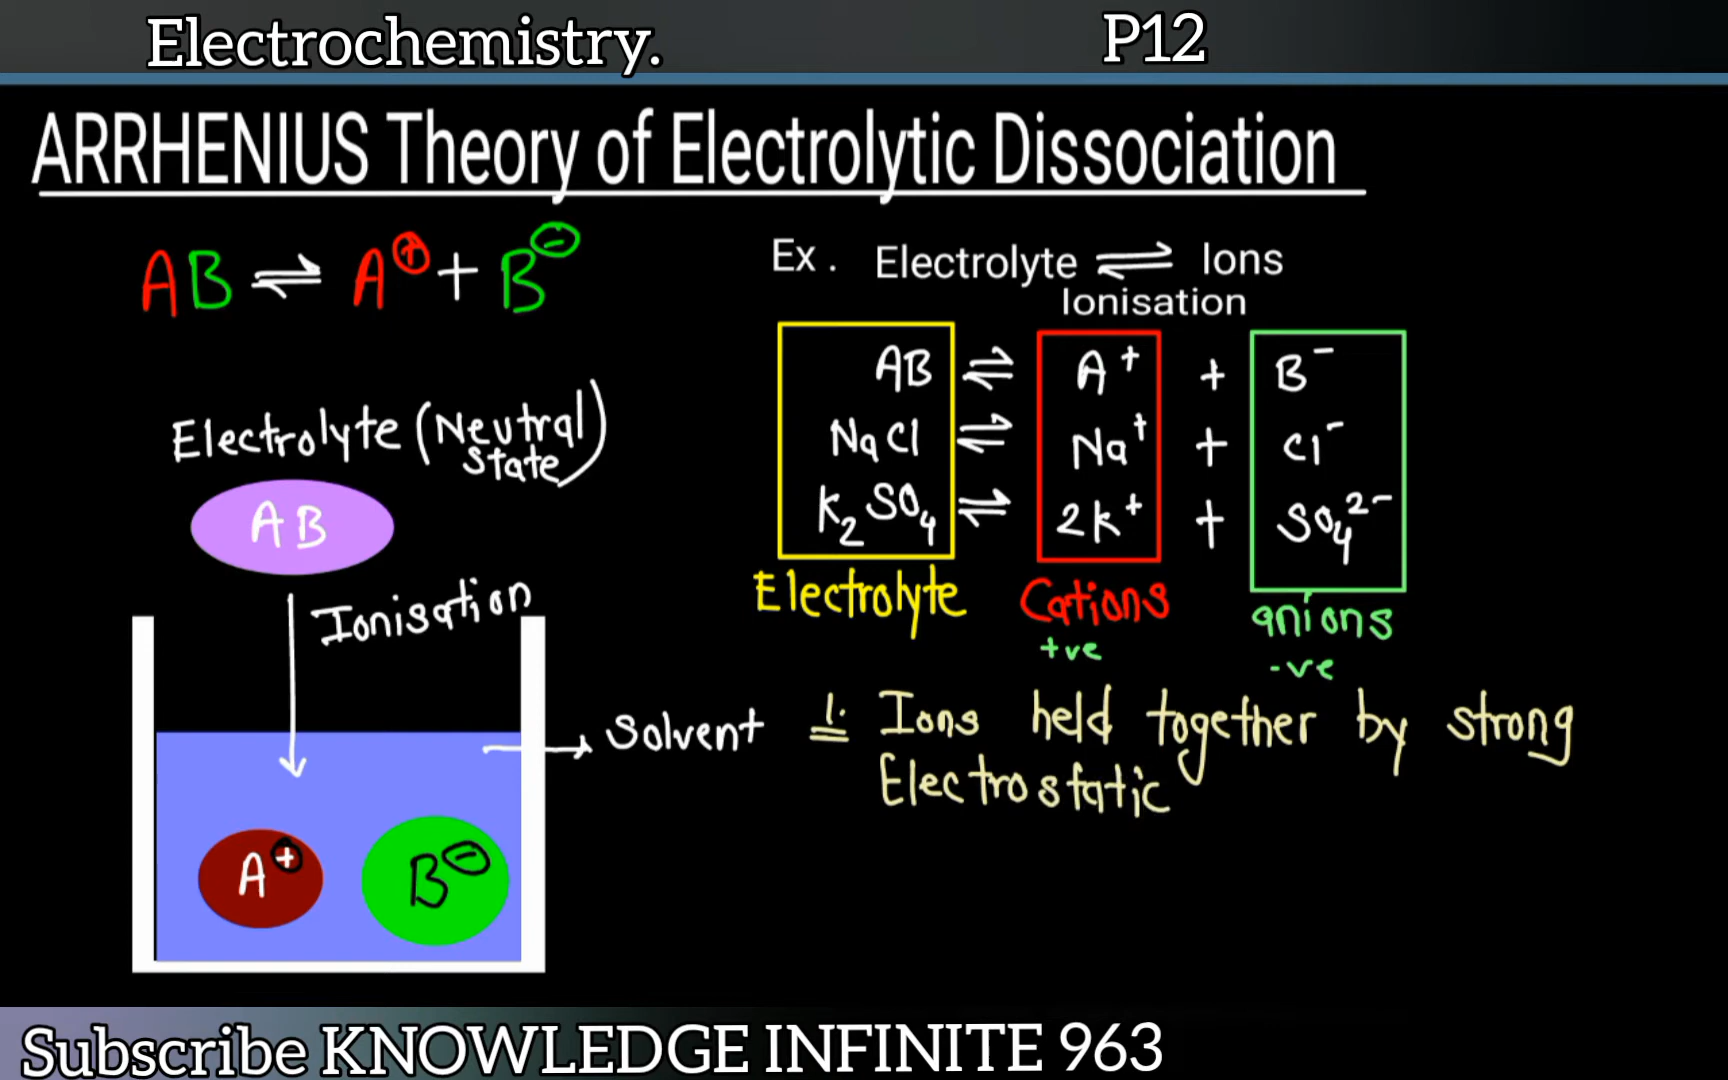 Electrochemistry. P12
ARRHENIUS Theory of Electrolytic Dissociation
AB ⇌ A⊕ + B⊖
Electrolyte (Neutral State)
AB
Ionisation
Solvent
A⊕ B⊖
Ex . Electrolyte ⇌ Ions
Ionisation
AB ⇌ A⁺ + B⁻
NaCl ⇌ Na⁺ + Cl⁻
K₂SO₄ ⇌ 2K⁺ + SO₄²⁻
Electrolyte Cations anions
+ve -ve
1. Ions held together by strong
Electrostatic
Subscribe KNOWLEDGE INFINITE 963